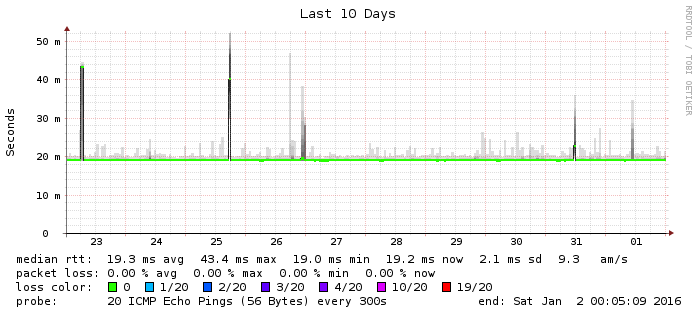 Last 10 Days
RRDTOOL / TOBI OETIKER
Seconds
50 m
40 m
30 m
20 m
10 m
0
23 24 25 26 27 28 29 30 31 01
median rtt: 19.3 ms avg 43.4 ms max 19.0 ms min 19.2 ms now 2.1 ms sd 9.3 am/s
packet loss: 0.00 % avg 0.00 % max 0.00 % min 0.00 % now
loss color: 0 1/20 2/20 3/20 4/20 10/20 19/20
probe: 20 ICMP Echo Pings (56 Bytes) every 300s end: Sat Jan 2 00:05:09 2016